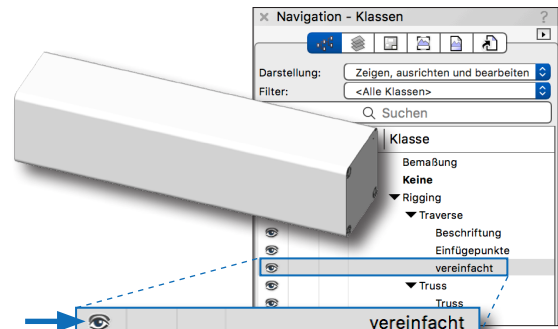 Navigation - Klassen ?
Darstellung: Zeigen, ausrichten und bearbeiten
Filter: <Alle Klassen>
Suchen
Klasse
Bemaßung
Keine
Rigging
Traverse
Beschriftung
Einfügepunkte
vereinfacht
Truss
Truss
vereinfacht